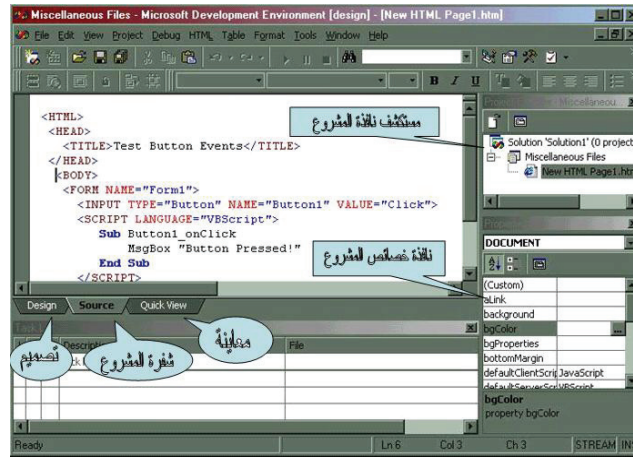 Miscellaneous Files - Microsoft Development Environment [design] - [New HTML Page1.htm]
File Edit View Project Debug HTML Table Format Tools Window Help
B I U
<HTML>
<HEAD>
<TITLE>Test Button Events</TITLE>
</HEAD>
<BODY>
<FORM NAME="Form1">
<INPUT TYPE="Button" NAME="Button1" VALUE="Click">
<SCRIPT LANGUAGE="VBScript">
Sub Button1_onClick
MsgBox "Button Pressed!"
End Sub
</SCRIPT>
مستكشف نافذة المشروع
Solution 'Solution1' (0 project
Miscellaneous Files
New HTML Page1.htm
نافذة خصائص المشروع
DOCUMENT
(Custom)
aLink
background
bgColor
bgProperties
bottomMargin
defaultClientScrip JavaScript
defaultServerScr VBScript
bgColor
property bgColor
Design Source Quick View
تصميم
شفرة المشروع
معاينة
File
Ready Ln 6 Col 3 Ch 3 STREAM INS